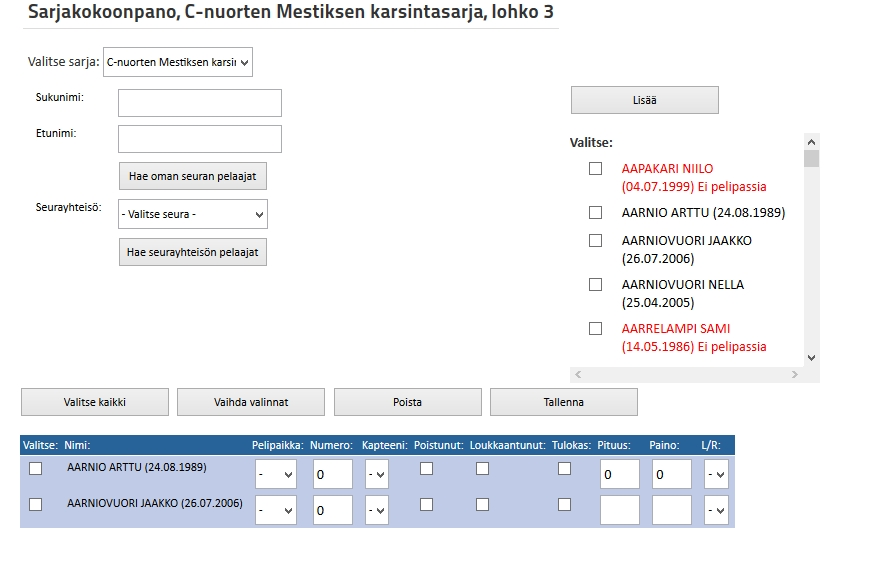 Sarjakokoonpano, C-nuorten Mestiksen karsintasarja, lohko 3
Valitse sarja: C-nuorten Mestiksen karsin
Sukunimi:
Etunimi:
Hae oman seuran pelaajat
Seurayhteisö: - Valitse seura -
Hae seurayhteisön pelaajat
Lisää
Valitse:
AAPAKARI NIILO
(04.07.1999) Ei pelipassia
AARNIO ARTTU (24.08.1989)
AARNIOVUORI JAAKKO
(26.07.2006)
AARNIOVUORI NELLA
(25.04.2005)
AARRELAMPI SAMI
(14.05.1986) Ei pelipassia
Valitse kaikki Vaihda valinnat Poista Tallenna
Valitse: Nimi: Pelipaikka: Numero: Kapteeni: Poistunut: Loukkaantunut: Tulokas: Pituus: Paino: L/R:
AARNIO ARTTU (24.08.1989) - 0 - 0 0 -
AARNIOVUORI JAAKKO (26.07.2006) - 0 - -